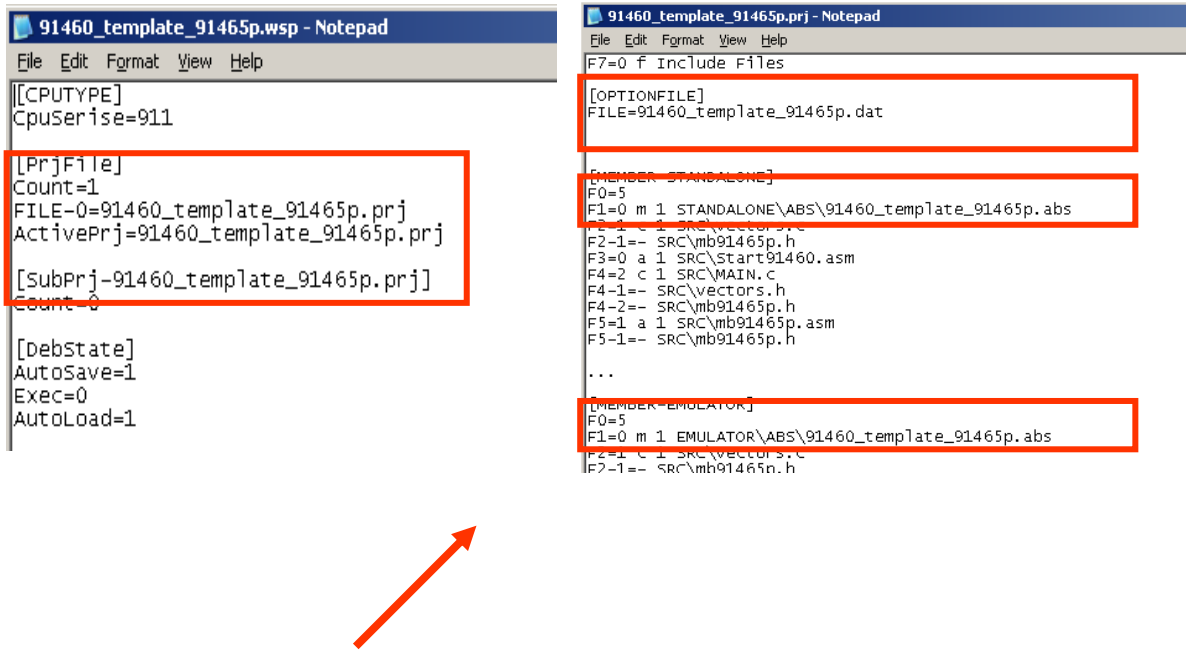 91460_template_91465p.wsp - Notepad
File Edit Format View Help
[CPUTYPE]
CpuSerise=911
[PrjFile]
Count=1
FILE-0=91460_template_91465p.prj
ActivePrj=91460_template_91465p.prj
[SubPrj-91460_template_91465p.prj]
Count=0
[DebState]
AutoSave=1
Exec=0
AutoLoad=1
91460_template_91465p.prj - Notepad
File Edit Format View Help
F7=0 f Include Files
[OPTIONFILE]
FILE=91460_template_91465p.dat
[MEMBER-STANDALONE]
F0=5
F1=0 m 1 STANDALONE\ABS\91460_template_91465p.abs
F2=1 c 1 SRC\vectors.c
F2-1=- SRC\mb91465p.h
F3=0 a 1 SRC\Start91460.asm
F4=2 c 1 SRC\MAIN.c
F4-1=- SRC\vectors.h
F4-2=- SRC\mb91465p.h
F5=1 a 1 SRC\mb91465p.asm
F5-1=- SRC\mb91465p.h
...
[MEMBER-EMULATOR]
F0=5
F1=0 m 1 EMULATOR\ABS\91460_template_91465p.abs
F2=1 c 1 SRC\vectors.c
F2-1=- SRC\mb91465p.h